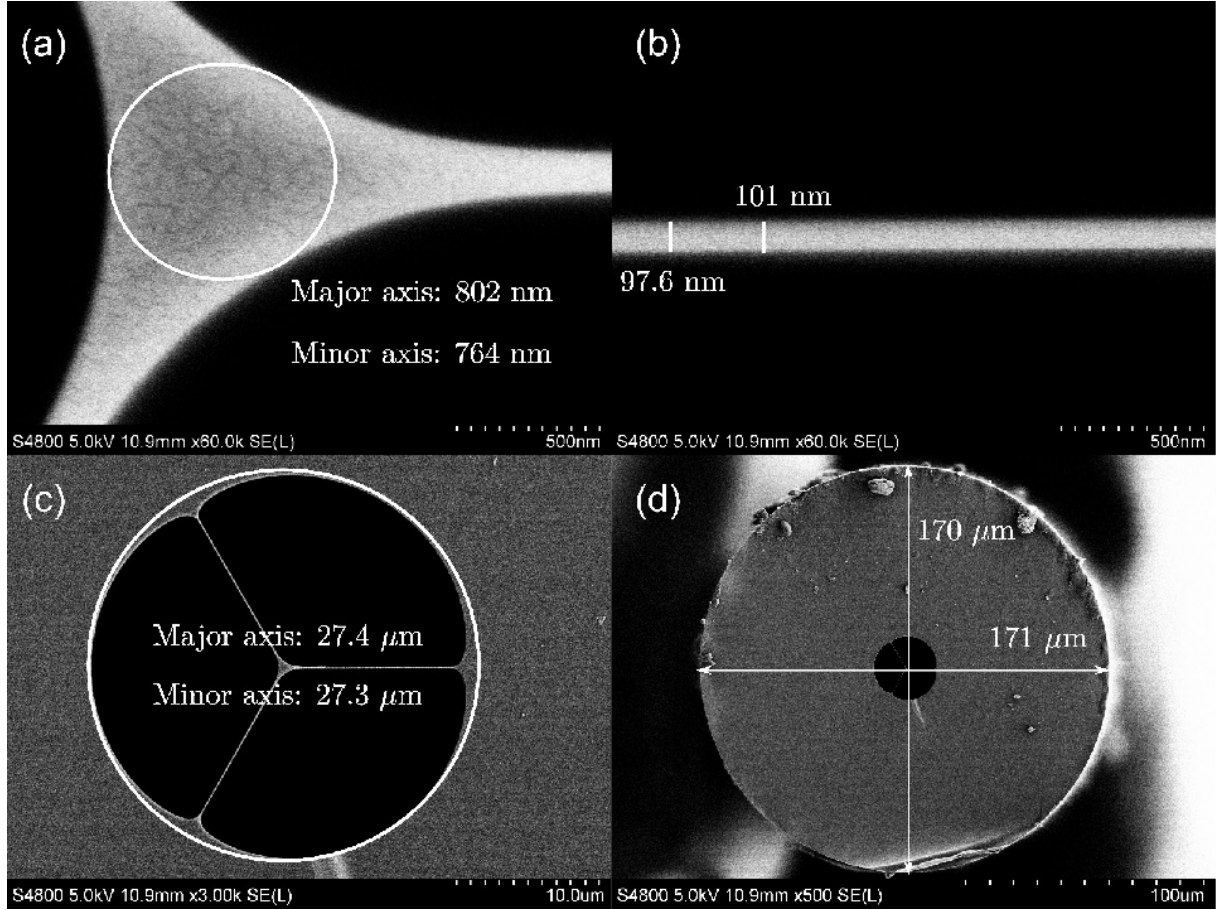 (a)
Major axis: 802 nm
Minor axis: 764 nm
S4800 5.0kV 10.9mm x60.0k SE(L)
500nm
(b)
101 nm
97.6 nm
S4800 5.0kV 10.9mm x60.0k SE(L)
500nm
(c)
Major axis: 27.4 μm
Minor axis: 27.3 μm
S4800 5.0kV 10.9mm x3.00k SE(L)
10.0um
(d)
170 μm
171 μm
S4800 5.0kV 10.9mm x500 SE(L)
100um